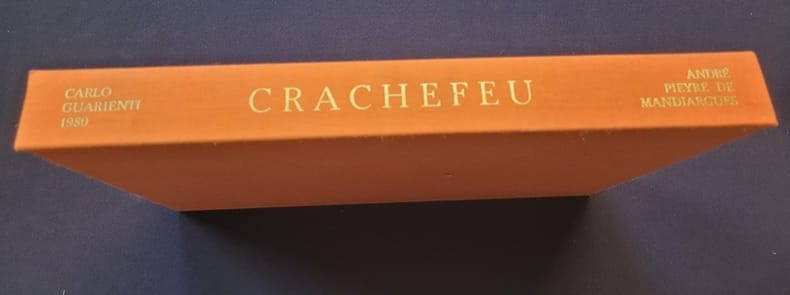 CARLO
GUARIENTI
1980
CRACHEFEU
ANDRÉ
PIEYRE DE
MANDIARGUES